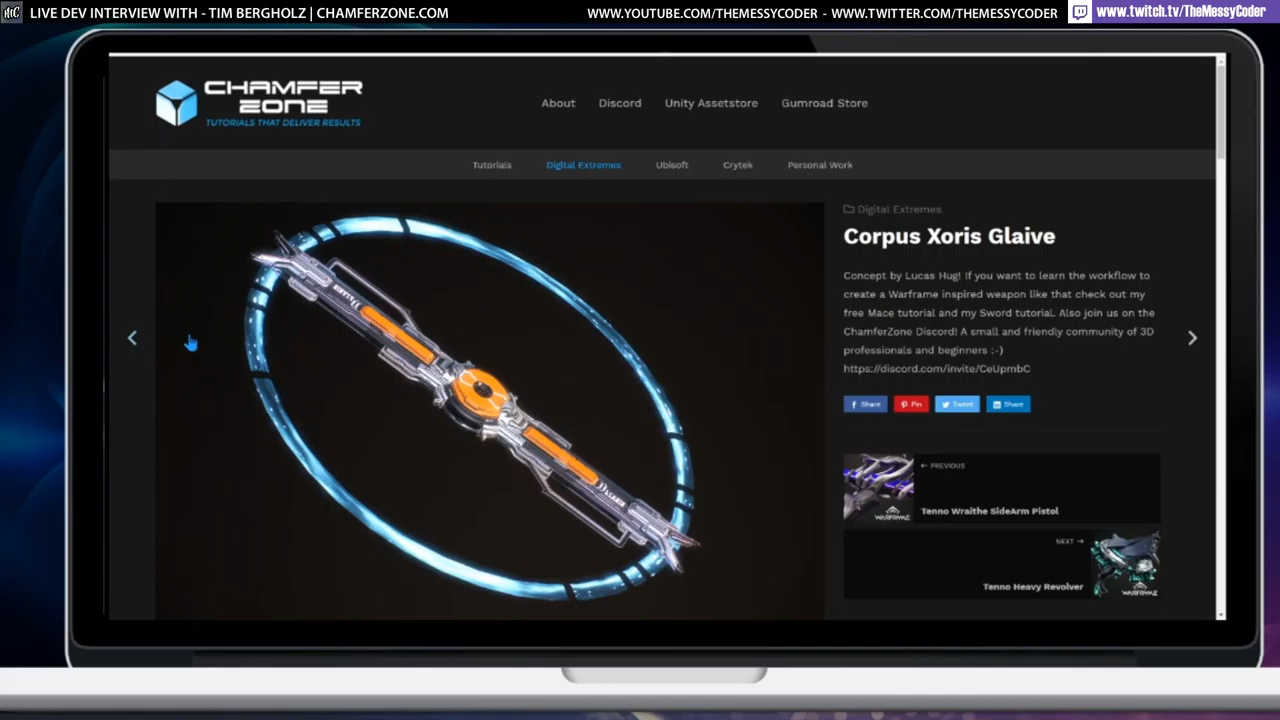 LIVE DEV INTERVIEW WITH - TIM BERGHOLZ | CHAMFERZONE.COM
WWW.YOUTUBE.COM/THEMESSYCODER - WWW.TWITTER.COM/THEMESSYCODER
www.twitch.tv/TheMessyCoder
CHAMFER
ZONE
TUTORIALS THAT DELIVER RESULTS
About Discord Unity Assetstore Gumroad Store
Tutorials Digital Extremes Ubisoft Crytek Personal Work
Digital Extremes
Corpus Xoris Glaive
Concept by Lucas Hug! If you want to learn the workflow to
create a Warframe inspired weapon like that check out my
free Mace tutorial and my Sword tutorial. Also join us on the
ChamferZone Discord! A small and friendly community of 3D
professionals and beginners :-)
https://discord.com/invite/CeUpmbC
Share Pin Tweet Share
← PREVIOUS
Tenno Wraithe SideArm Pistol
WARFRAME
NEXT →
Tenno Heavy Revolver
WARFRAME